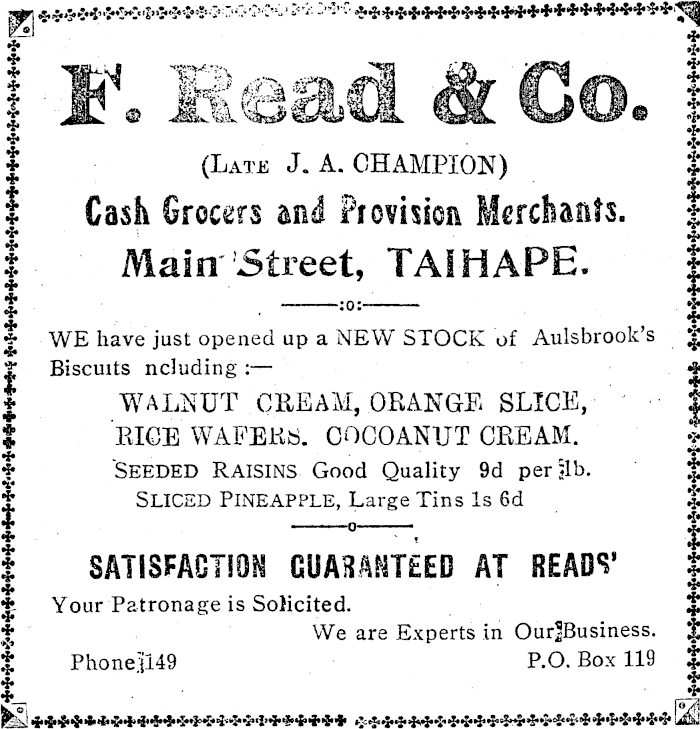 F. Read & Co.
(LATE J. A. CHAMPION)
Cash Grocers and Provision Merchants.
Main Street, TAIHAPE.
:o:
WE have just opened up a NEW STOCK of Aulsbrook's
Biscuits ncluding :—
WALNUT CREAM, ORANGE SLICE,
RICE WAFERS. COCOANUT CREAM.
SEEDED RAISINS Good Quality 9d per lb.
SLICED PINEAPPLE, Large Tins 1s 6d
o
SATISFACTION GUARANTEED AT READS'
Your Patronage is Solicited.
We are Experts in Our Business.
Phone 149
P.O. Box 119